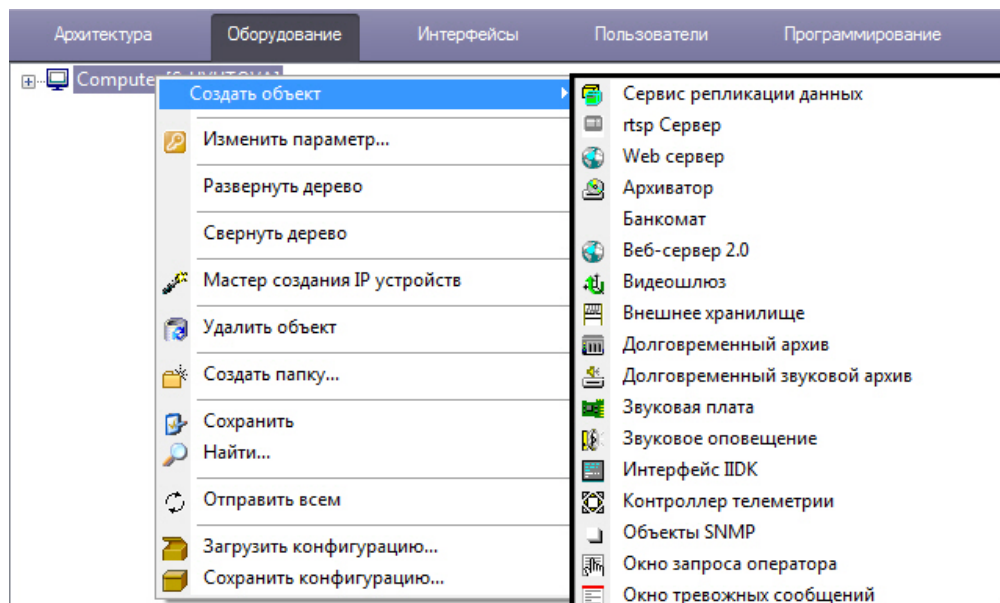 Архитектура Оборудование Интерфейсы Пользователи Программирование
Computer
Создать объект
Изменить параметр...
Развернуть дерево
Свернуть дерево
Мастер создания IP устройств
Удалить объект
Создать папку...
Сохранить
Найти...
Отправить всем
Загрузить конфигурацию...
Сохранить конфигурацию...
Сервис репликации данных
rtsp Сервер
Web сервер
Архиватор
Банкомат
Веб-сервер 2.0
Видеошлюз
Внешнее хранилище
Долговременный архив
Долговременный звуковой архив
Звуковая плата
Звуковое оповещение
Интерфейс IIDK
Контроллер телеметрии
Объекты SNMP
Окно запроса оператора
Окно тревожных сообщений